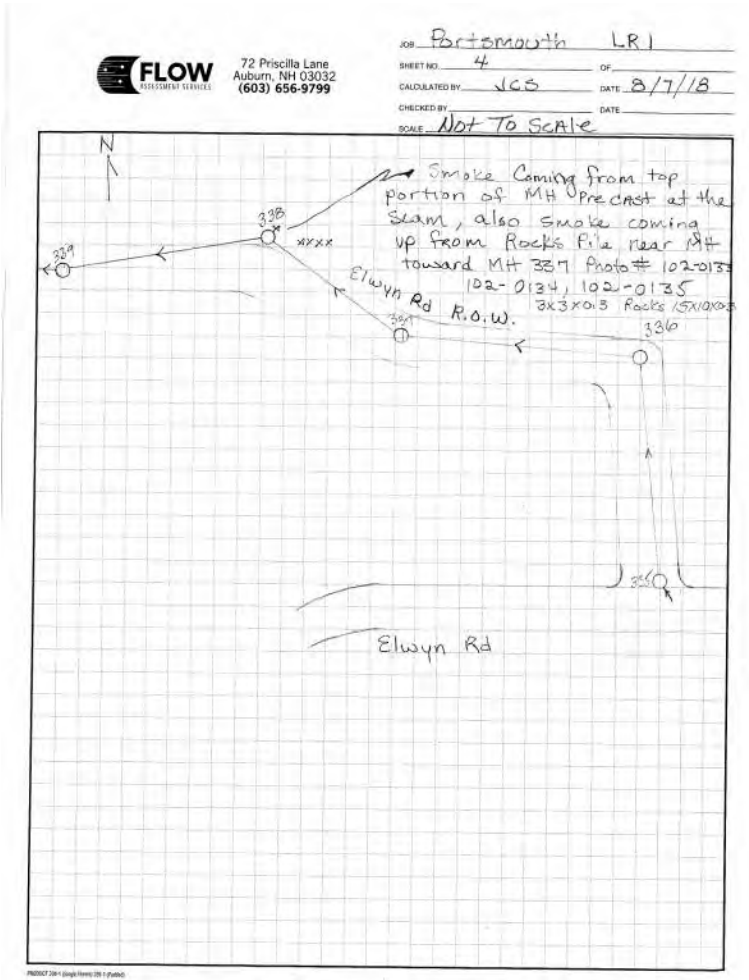 FLOW
ASSESSMENT SERVICES
72 Priscilla Lane
Auburn, NH 03032
(603) 656-9799
JOB Portsmouth LR1
SHEET NO. 4 OF
CALCULATED BY JCS DATE 8/7/18
CHECKED BY DATE
SCALE Not To Scale
N
Smoke Coming from top
portion of MH Precast at the
Seam, also smoke coming
up from Rocks Pile near MH
toward MH 337 Photo # 102-0133
102-0134, 102-0135
3x3x0.3 Rocks 15x10x0.3
338
xxxx
339
Elwyn Rd R.O.W.
337
336
335
Elwyn Rd